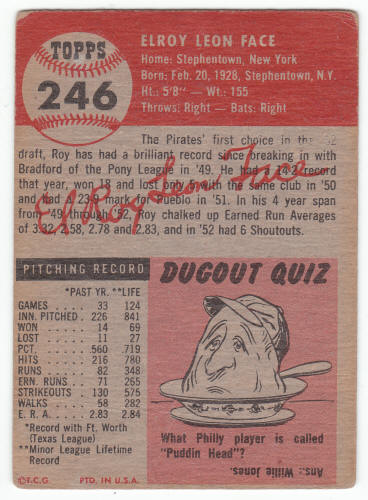 TOPPS
246
ELROY LEON FACE
Home: Stephentown, New York
Born: Feb. 20, 1928, Stephentown, N.Y.
Ht.: 5'8"— Wt.: 155
Throws: Right — Bats: Right
The Pirates' first choice in the '52
draft, Roy has had a brilliant record since breaking in with
Bradford of the Pony League in '49. He had a 14-2 record
that year, won 18 and lost only with the same club in '50
and had a 23-9 mark at Pueblo in '51. In his 4 year span
from '49 through '52, Roy chalked up Earned Run Averages
of 3.32, 2.58, 2.78 and 2.83, and in '52 had 6 Shoutouts.
El Roy Leon Face
PITCHING RECORD
*PAST YR. **LIFE
GAMES 33 124
INN. PITCHED 226 841
WON 14 69
LOST 11 27
PCT. .560 .719
HITS 216 780
RUNS 82 348
ERN. RUNS 71 265
STRIKEOUTS 130 575
WALKS 58 282
E. R. A. 2.83 2.84
*Record with Ft. Worth
(Texas League)
**Minor League Lifetime
Record
©T.C.G PTD. IN U.S.A.
DUGOUT QUIZ
What Philly player is called
"Puddin Head"?
Ans.: Willie Jones.